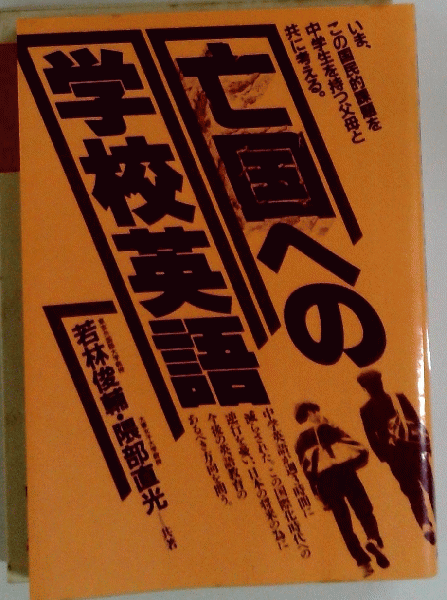 いま、
この国民的課題を
中学生を持つ父母と
共に考える。
亡国への
学校英語
若林俊輔・隈部直光
共著
中学英語が週3時間に
減らされた。この国際化時代への
逆行を憂い、日本の将来の為に
今後の英語教育の
あるべき方向を問う。